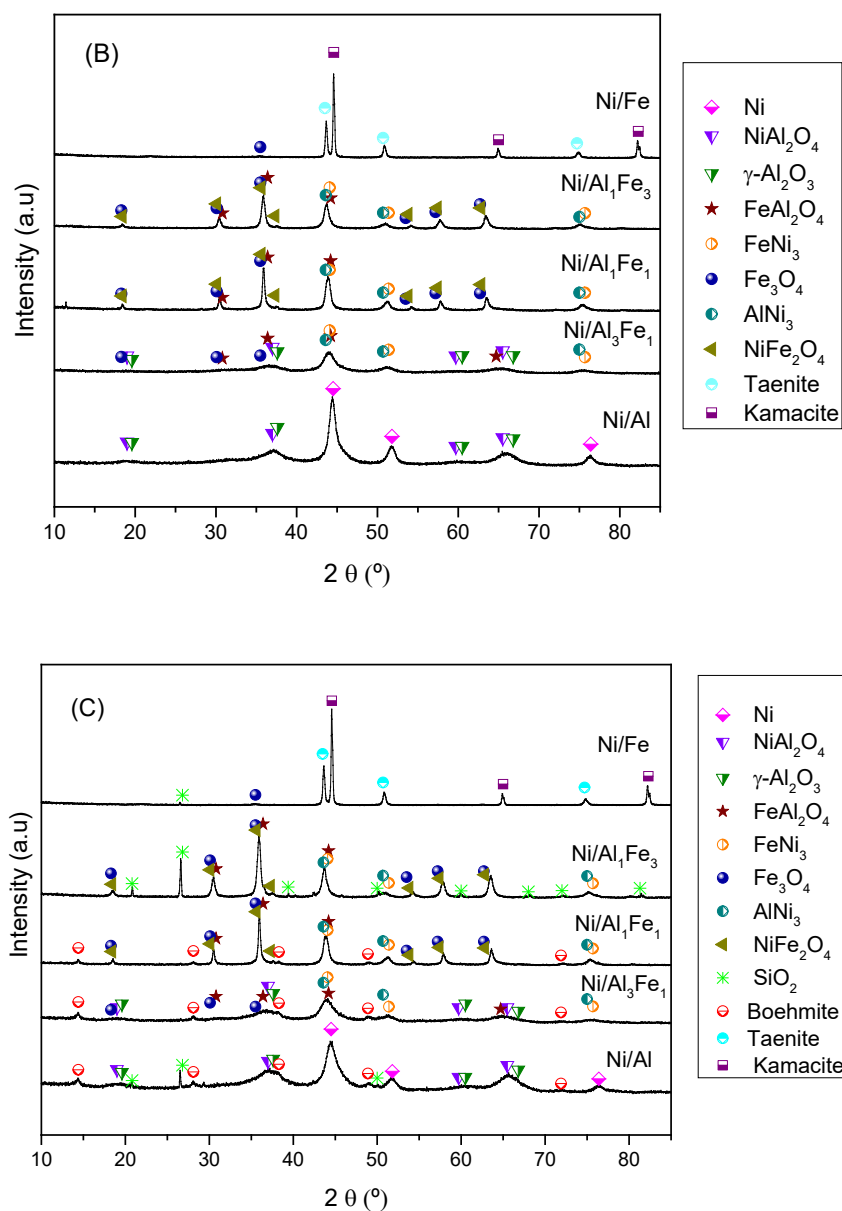 (B)
Ni/Fe
Ni/Al₁Fe₃
Ni/Al₁Fe₁
Ni/Al₃Fe₁
Ni/Al
Intensity (a.u)
10 20 30 40 50 60 70 80
2 θ (º)
Ni
NiAl₂O₄
γ-Al₂O₃
FeAl₂O₄
FeNi₃
Fe₃O₄
AlNi₃
NiFe₂O₄
Taenite
Kamacite
(C)
Ni/Fe
Ni/Al₁Fe₃
Ni/Al₁Fe₁
Ni/Al₃Fe₁
Ni/Al
Intensity (a.u)
10 20 30 40 50 60 70 80
2 θ (º)
Ni
NiAl₂O₄
γ-Al₂O₃
FeAl₂O₄
FeNi₃
Fe₃O₄
AlNi₃
NiFe₂O₄
SiO₂
Boehmite
Taenite
Kamacite